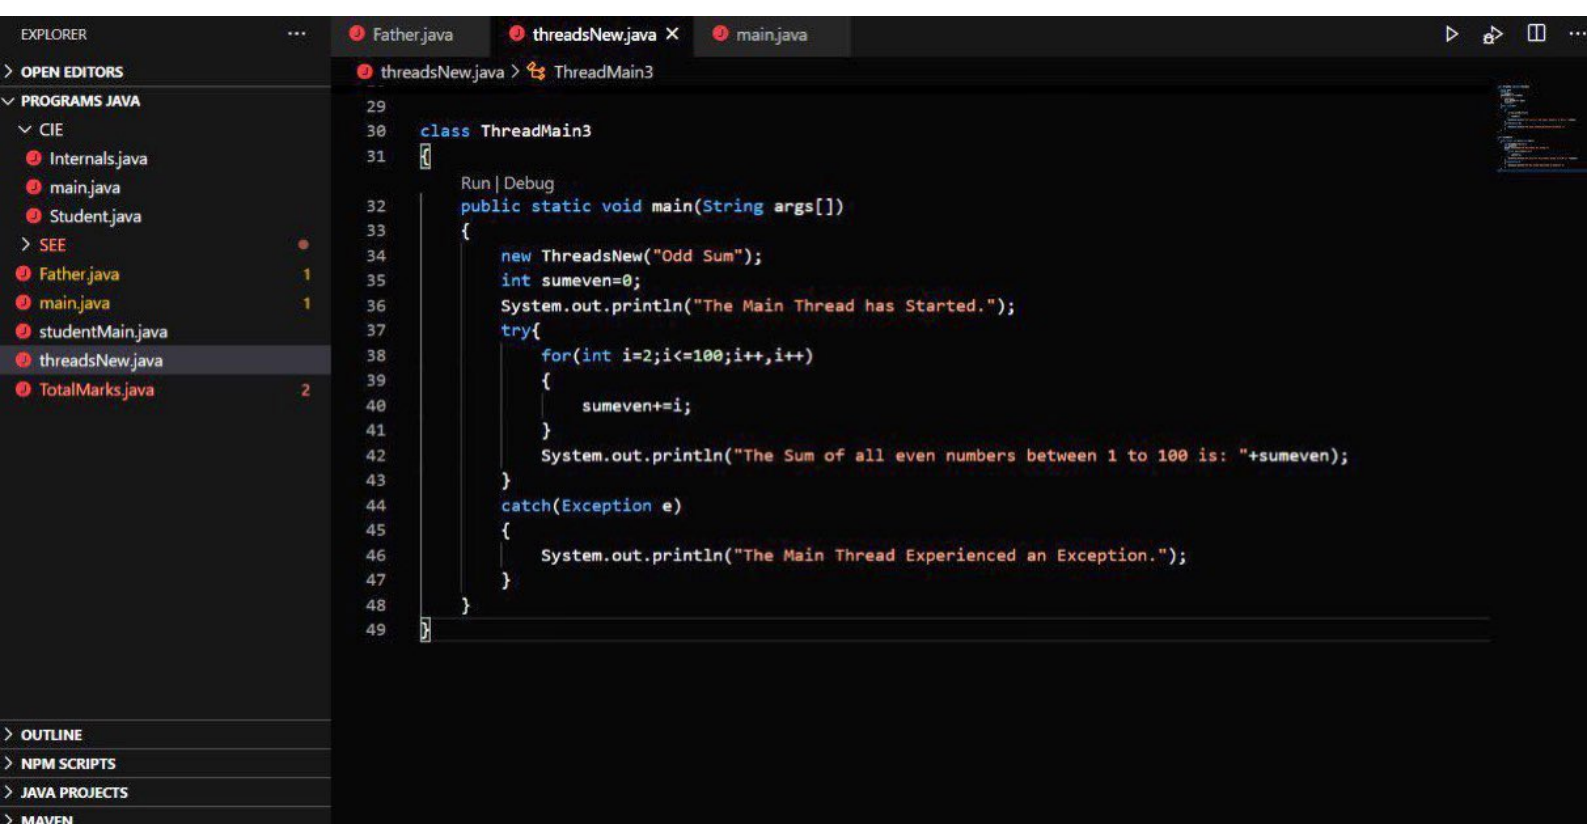 EXPLORER
OPEN EDITORS
PROGRAMS JAVA
CIE
Internals.java
main.java
Student.java
SEE
Father.java 1
main.java 1
studentMain.java
threadsNew.java
TotalMarks.java 2
OUTLINE
NPM SCRIPTS
JAVA PROJECTS
MAVEN
Father.java threadsNew.java main.java
threadsNew.java > ThreadMain3
29
30 class ThreadMain3
31 {
Run | Debug
32 public static void main(String args[])
33 {
34 new ThreadsNew("Odd Sum");
35 int sumeven=0;
36 System.out.println("The Main Thread has Started.");
37 try{
38 for(int i=2;i<=100;i++,i++)
39 {
40 sumeven+=i;
41 }
42 System.out.println("The Sum of all even numbers between 1 to 100 is: "+sumeven);
43 }
44 catch(Exception e)
45 {
46 System.out.println("The Main Thread Experienced an Exception.");
47 }
48 }
49 }